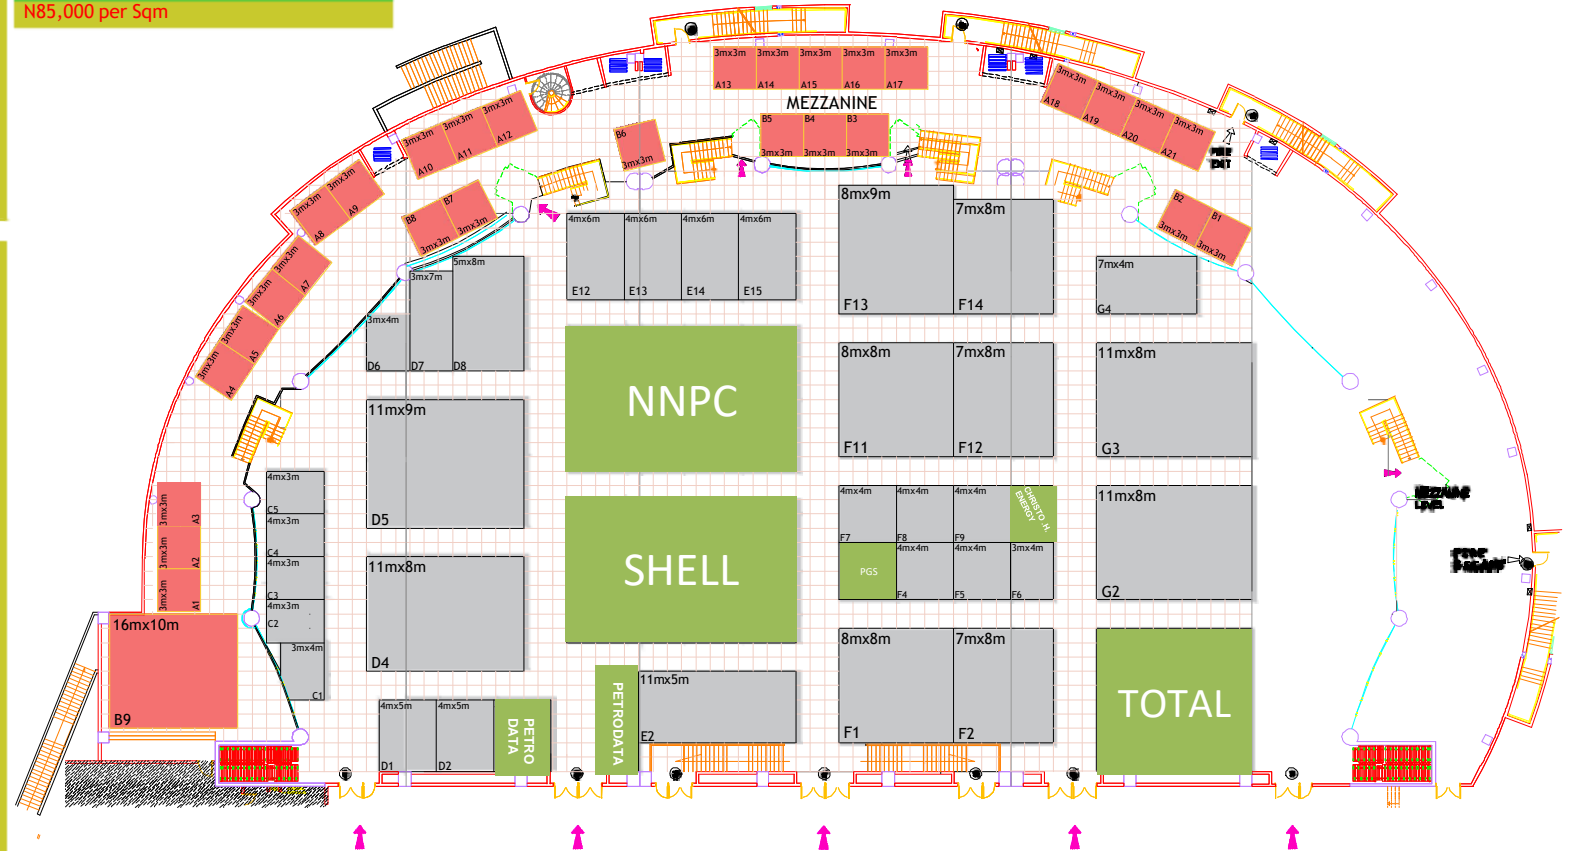 N85,000 per Sqm
3mx3m
A13
3mx3m
A14
3mx3m
A15
3mx3m
A16
3mx3m
A17
MEZZANINE
B5
3mx3m
B4
3mx3m
B3
3mx3m
3mx3m
A18
3mx3m
A19
3mx3m
A20
3mx3m
A21
3mx3m
A10
3mx3m
A11
3mx3m
A12
B6
3mx3m
3mx3m
A8
3mx3m
A9
B8
3mx3m
B7
3mx3m
B2
3mx3m
B1
3mx3m
3mx3m
A7
3mx3m
A6
3mx3m
A5
3mx3m
A4
3mx3m
A3
3mx3m
A2
3mx3m
A1
16mx10m
B9
4mx3m
C5
4mx3m
C4
4mx3m
C3
4mx3m
C2
3mx4m
C1
3mx4m
D6
3mx7m
D7
5mx8m
D8
11mx9m
D5
11mx8m
D4
4mx5m
D1
4mx5m
D2
PETRO
DATA
4mx6m
E12
4mx6m
E13
4mx6m
E14
4mx6m
E15
NNPC
SHELL
PETRODATA
11mx5m
E2
8mx9m
F13
7mx8m
F14
8mx8m
F11
7mx8m
F12
4mx4m
F7
4mx4m
F8
4mx4m
F9
CHRISTO .H.
ENERGY
PGS
4mx4m
F4
4mx4m
F5
3mx4m
F6
8mx8m
F1
7mx8m
F2
7mx4m
G4
11mx8m
G3
11mx8m
G2
TOTAL
MEZZANINE
LEVEL